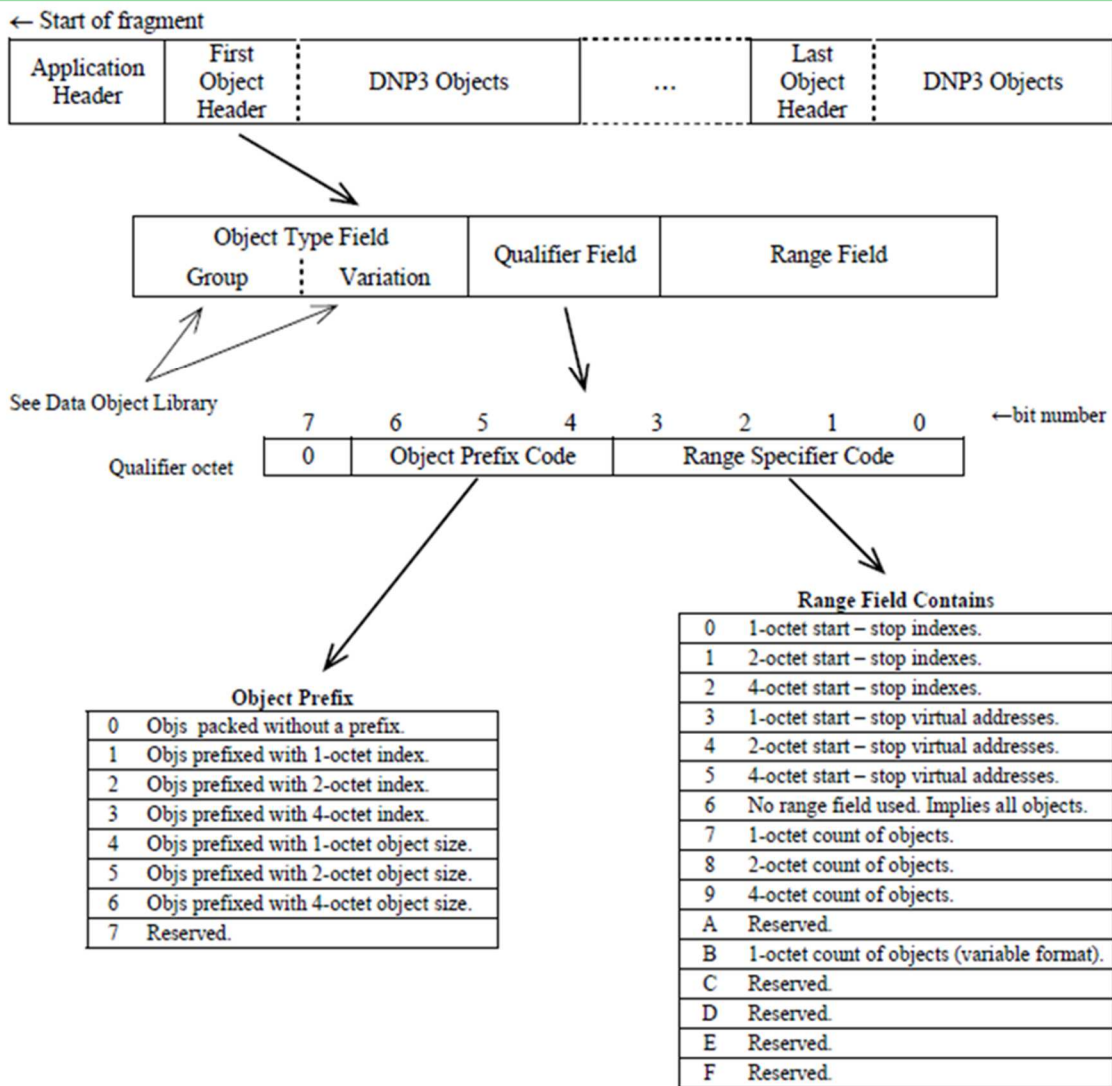 ← Start of fragment
Application Header
First Object Header
DNP3 Objects
...
Last Object Header
DNP3 Objects
Object Type Field
Group
Variation
Qualifier Field
Range Field
See Data Object Library
7 6 5 4 3 2 1 0 ←bit number
Qualifier octet
0 Object Prefix Code Range Specifier Code
Object Prefix
0 Objs packed without a prefix.
1 Objs prefixed with 1-octet index.
2 Objs prefixed with 2-octet index.
3 Objs prefixed with 4-octet index.
4 Objs prefixed with 1-octet object size.
5 Objs prefixed with 2-octet object size.
6 Objs prefixed with 4-octet object size.
7 Reserved.
Range Field Contains
0 1-octet start – stop indexes.
1 2-octet start – stop indexes.
2 4-octet start – stop indexes.
3 1-octet start – stop virtual addresses.
4 2-octet start – stop virtual addresses.
5 4-octet start – stop virtual addresses.
6 No range field used. Implies all objects.
7 1-octet count of objects.
8 2-octet count of objects.
9 4-octet count of objects.
A Reserved.
B 1-octet count of objects (variable format).
C Reserved.
D Reserved.
E Reserved.
F Reserved.